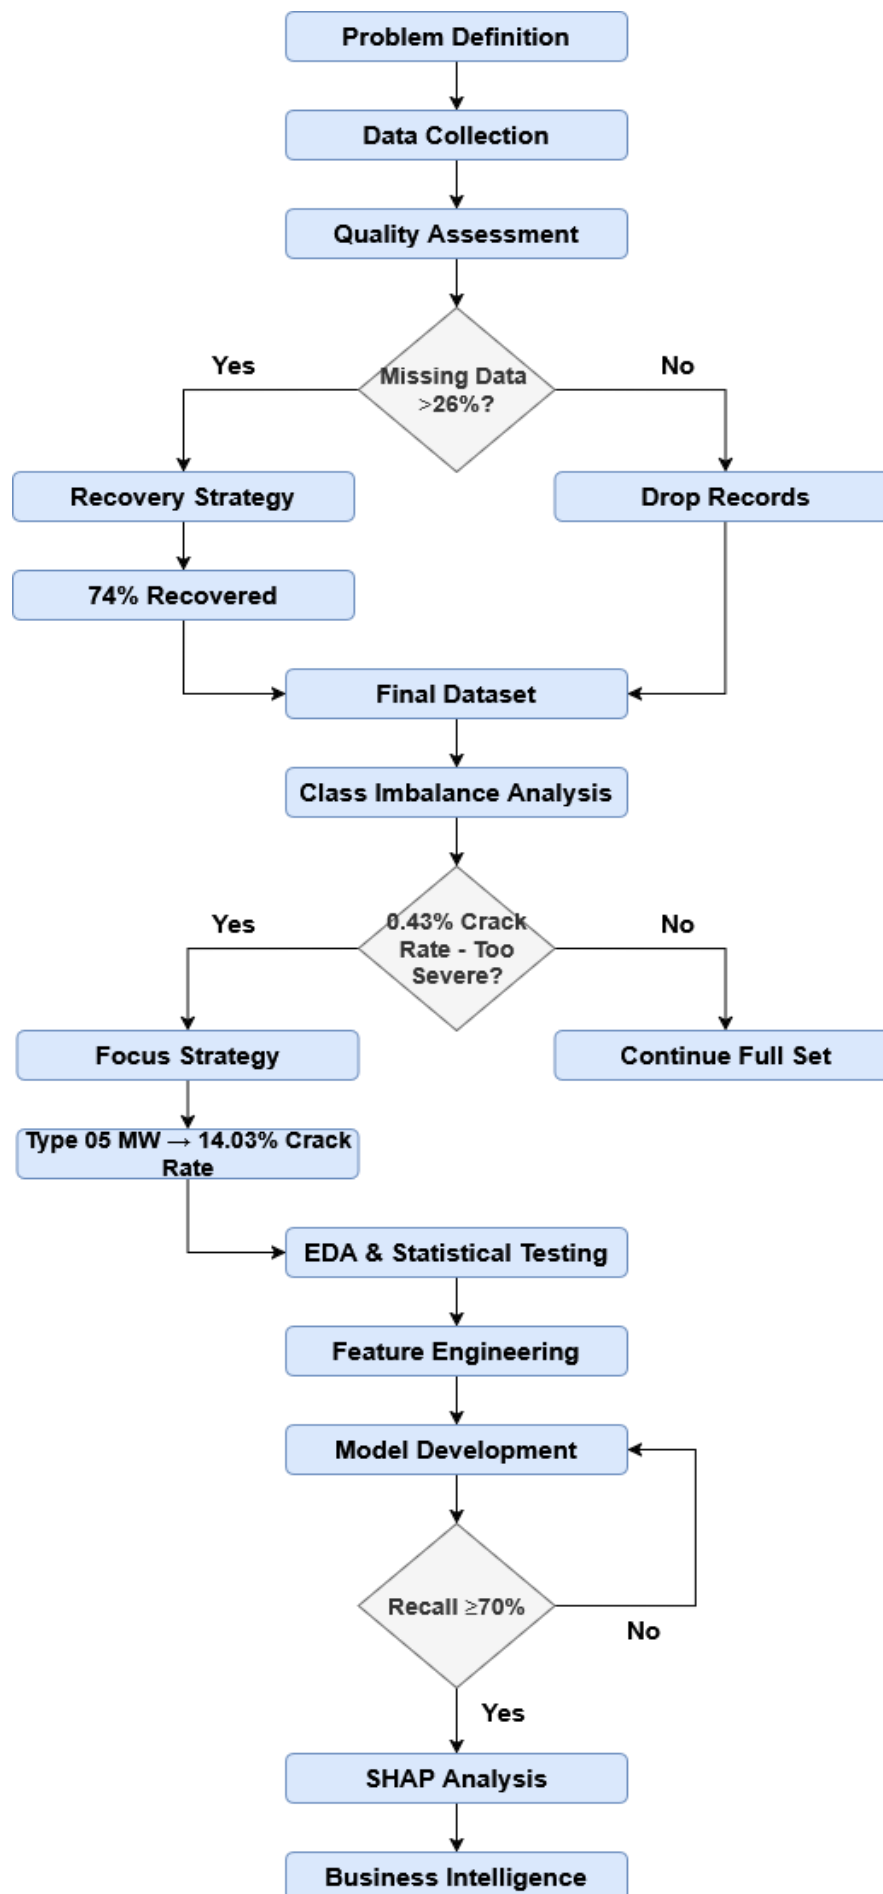 Problem Definition
Data Collection
Quality Assessment
Missing Data
>26%?
Yes
No
Recovery Strategy
Drop Records
74% Recovered
Final Dataset
Class Imbalance Analysis
0.43% Crack
Rate - Too
Severe?
Yes
No
Focus Strategy
Continue Full Set
Type 05 MW → 14.03% Crack
Rate
EDA & Statistical Testing
Feature Engineering
Model Development
Recall ≥70%
No
Yes
SHAP Analysis
Business Intelligence